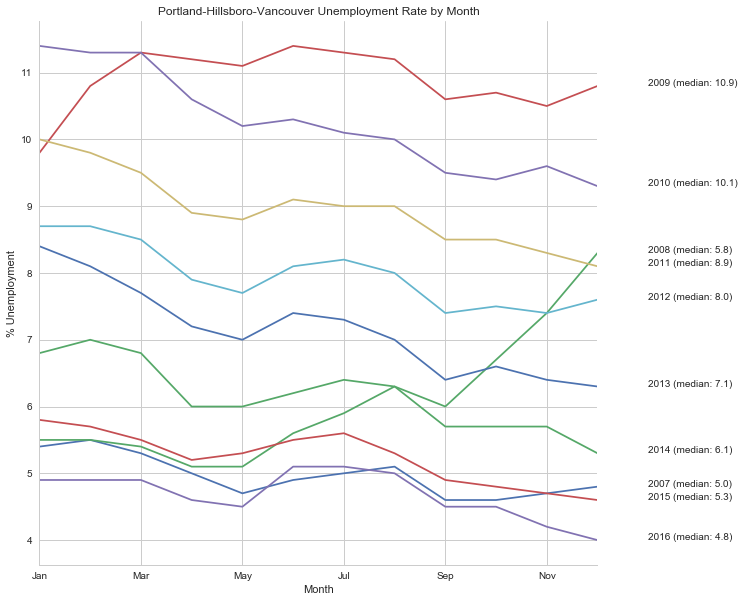 Portland-Hillsboro-Vancouver Unemployment Rate by Month
% Unemployment
11
10
9
8
7
6
5
4
Jan
Mar
May
Jul
Sep
Nov
Month
2009 (median: 10.9)
2010 (median: 10.1)
2008 (median: 5.8)
2011 (median: 8.9)
2012 (median: 8.0)
2013 (median: 7.1)
2014 (median: 6.1)
2007 (median: 5.0)
2015 (median: 5.3)
2016 (median: 4.8)